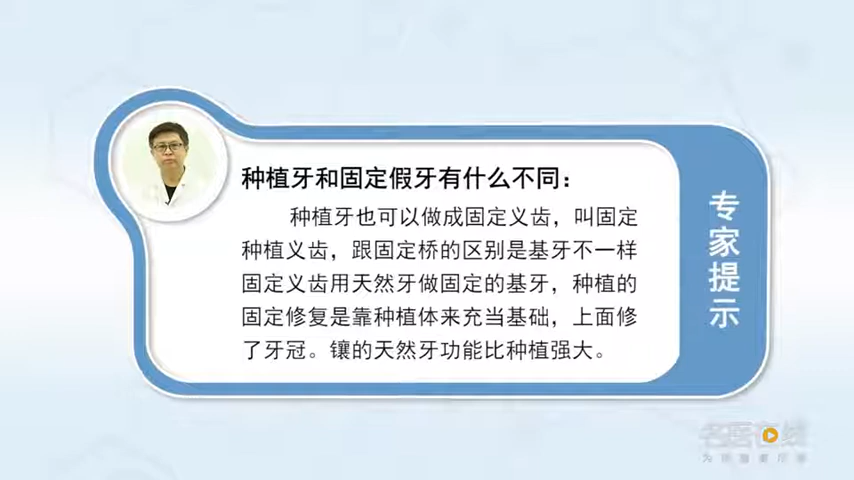 种植牙和固定假牙有什么不同：
种植牙也可以做成固定义齿，叫固定
种植义齿，跟固定桥的区别是基牙不一样
固定义齿用天然牙做固定的基牙，种植的
固定修复是靠种植体来充当基础，上面修
了牙冠。镶的天然牙功能比种植强大。
专家提示
名医在线